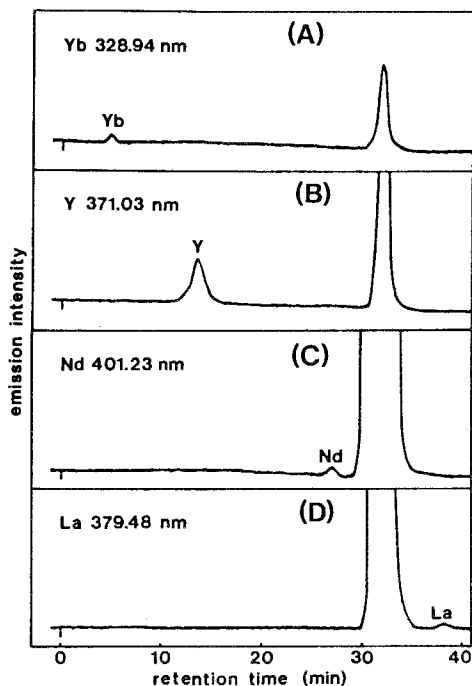 (A)
Yb 328.94 nm
Yb
(B)
Y 371.03 nm
Y
(C)
Nd 401.23 nm
Nd
(D)
La 379.48 nm
La
0 10 20 30 40
retention time (min)
emission intensity